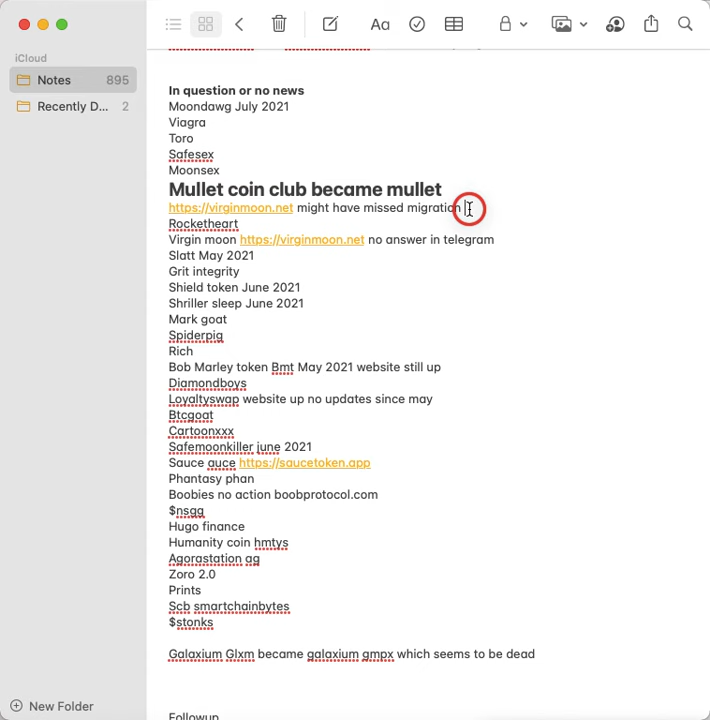 Aa
iCloud
Notes 895
Recently D... 2
In question or no news
Moondawg July 2021
Viagra
Toro
Safesex
Moonsex
Mullet coin club became mullet
https://virginmoon.net might have missed migration
Rocketheart
Virgin moon https://virginmoon.net no answer in telegram
Slatt May 2021
Grit integrity
Shield token June 2021
Shriller sleep June 2021
Mark goat
Spiderpig
Rich
Bob Marley token Bmt May 2021 website still up
Diamondboys
Loyaltyswap website up no updates since may
Btcgoat
Cartoonxxx
Safemoonkiller june 2021
Sauce auce https://saucetoken.app
Phantasy phan
Boobies no action boobprotocol.com
$nsgg
Hugo finance
Humanity coin hmtys
Agorastation ag
Zoro 2.0
Prints
Scb smartchainbytes
$stonks
Galaxium Glxm became galaxium gmpx which seems to be dead
New Folder
Followup